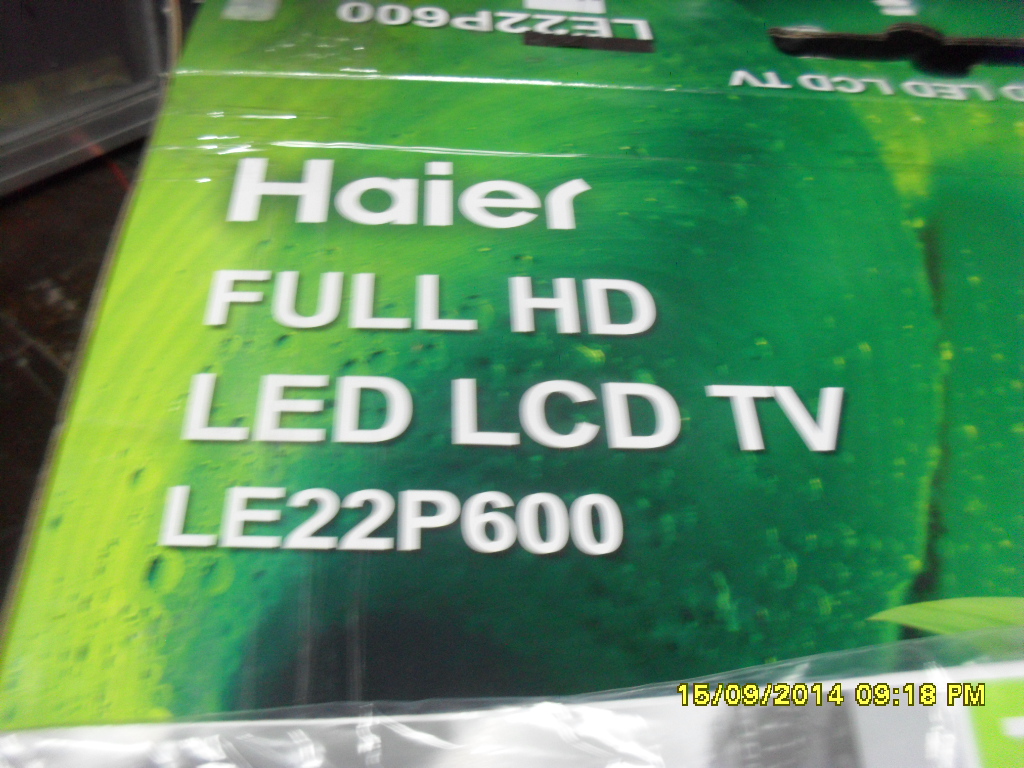 LE22P600
LED LCD TV
Haier
FULL HD
LED LCD TV
LE22P600
15/09/2014 09:18 PM